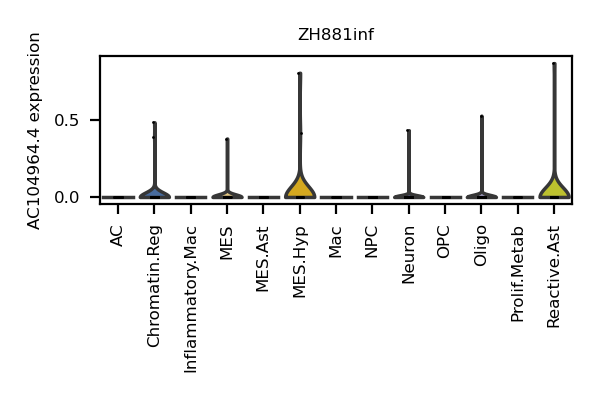 ZH881inf
AC104964.4 expression
0.5
0.0
AC
Chromatin.Reg
Inflammatory.Mac
MES
MES.Ast
MES.Hyp
Mac
NPC
Neuron
OPC
Oligo
Prolif.Metab
Reactive.Ast